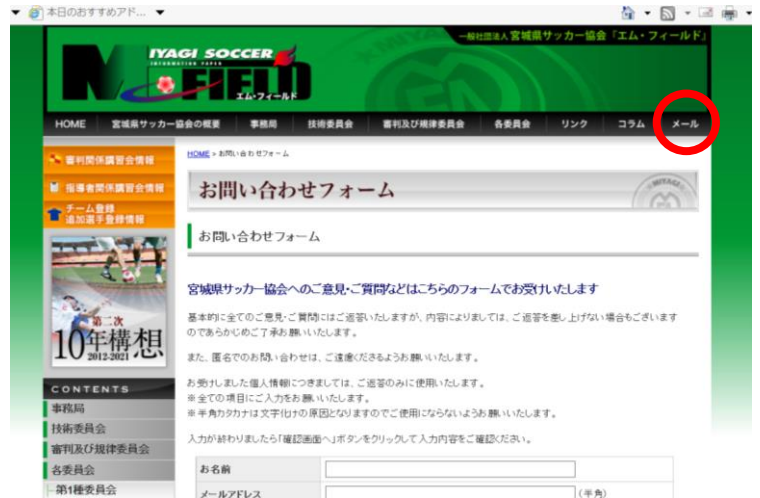 本日のおすすめアド...
一般社団法人 宮城県サッカー協会「エム・フィールド」
IYAGI SOCCER
INFORMATION PAPER
FIELD
エム・フィールド
HOME 宮城県サッカー協会の概要 事務局 技術委員会 審判及び規律委員会 各委員会 リンク コラム メール
審判関係講習会情報
指導者関係講習会情報
チーム登録
追加選手登録情報
第二次
10年構想
2012-2021
CONTENTS
事務局
技術委員会
審判及び規律委員会
各委員会
第1種委員会
HOME > お問い合わせフォーム
お問い合わせフォーム
お問い合わせフォーム
宮城県サッカー協会へのご意見・ご質問などはこちらのフォームでお受けいたします
基本的に全てのご意見・ご質問にはご返答いたしますが、内容によりましては、ご返答を差し上げない場合もございます
のであらかじめご了承お願いいたします。
また、匿名でのお問い合わせは、ご遠慮くださるようお願いいたします。
お受けしました個人情報につきましては、ご返答のみに使用いたします。
※全ての項目にご入力をお願いいたします。
※半角カタカナは文字化けの原因となりますのでご使用にならないようお願いいたします。
入力が終わりましたら「確認画面へ」ボタンをクリックして入力内容をご確認ください。
お名前
メールアドレス (半角)